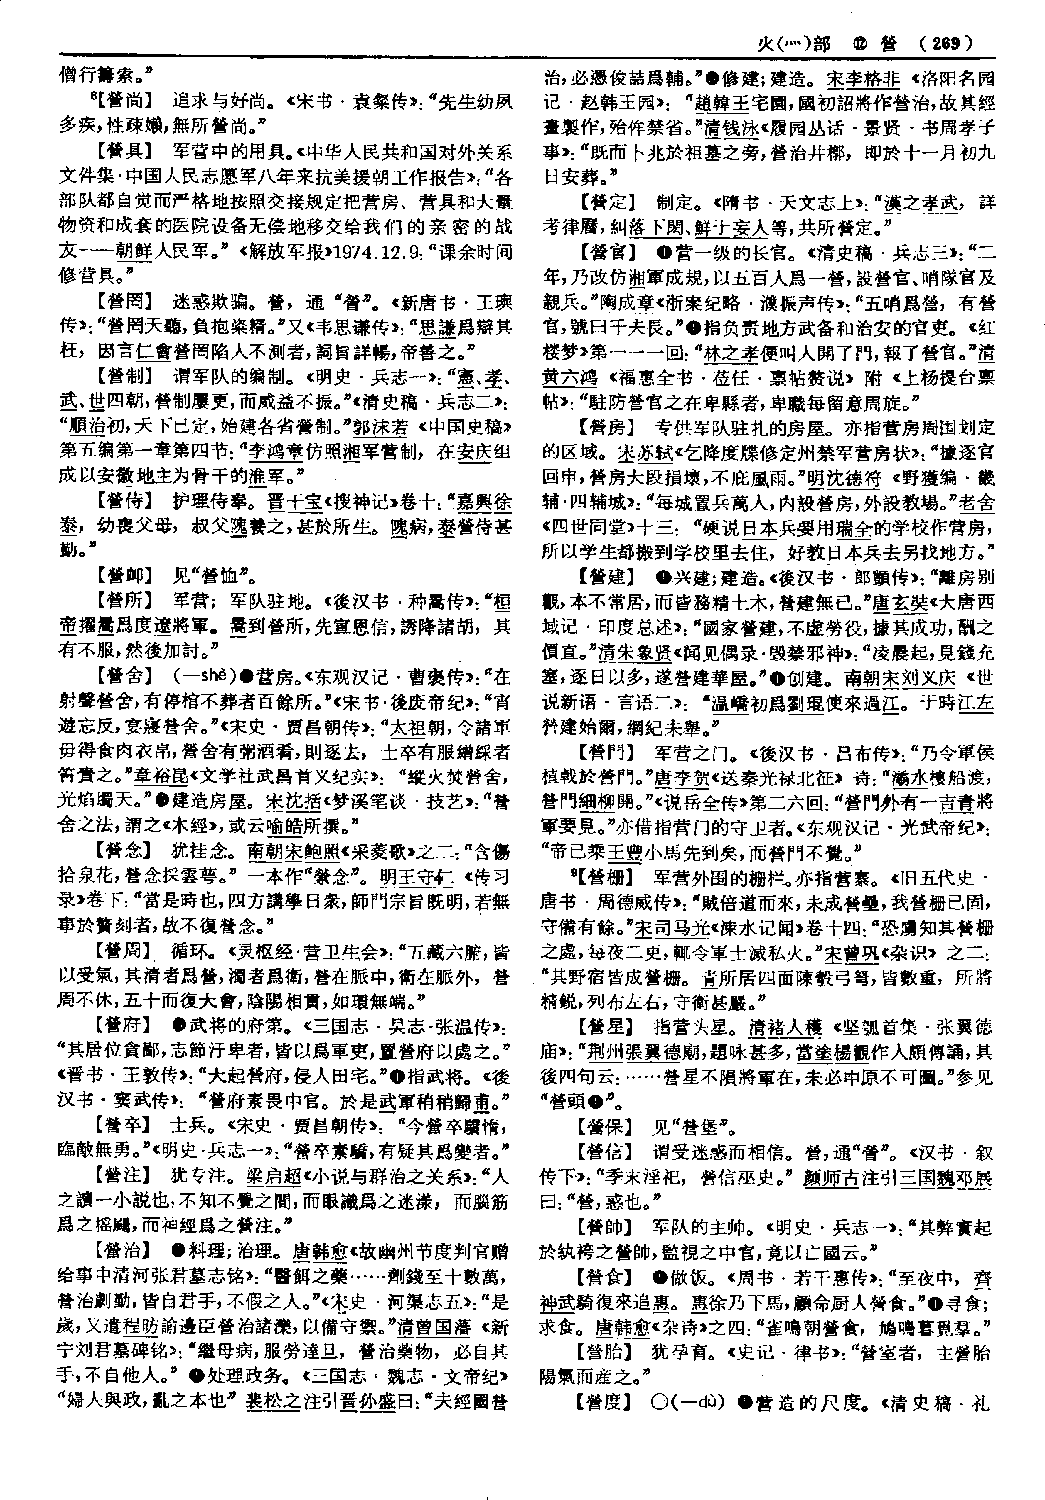 火(灬)部 ⑫ 營 (269)
僧行籌索。”
⁸【營尚】 追求与好尚。《宋书·袁粲传》：“先生幼夙
多疾，性疎嬾，無所營尚。”
【營具】 军营中的用具。《中华人民共和国对外关系
文件集·中国人民志愿军八年来抗美援朝工作报告》：“各
部队都自觉而严格地按照交接规定把营房、营具和大量
物资和成套的医院设备无偿地移交给我们的亲密的战
友——朝鲜人民军。”《解放军报》1974.12.9：“课余时间
修营具。”
【營罔】 迷惑欺骗。營，通“䁝”。《新唐书·王璵
传》：“營罔天聽，負抱粢糈。”又《韦思谦传》：“思謙爲辯其
枉，因言仁會營罔陷人不測者，詞旨詳暢，帝善之。”
【營制】 谓军队的编制。《明史·兵志一》：“憲、孝、
武、世四朝，營制屢更，而威益不振。”《清史稿·兵志二》：
“順治初，天下已定，始建各省營制。”郭沫若《中国史稿》
第五编第一章第四节：“李鸿章仿照湘军营制，在安庆组
成以安徽地主为骨干的淮军。”
【營侍】 护理侍奉。晋干宝《搜神记》卷十：“嘉興徐
泰，幼喪父母，叔父隗養之，甚於所生。隗病，泰營侍甚
勤。”
【營卹】 见“營恤”。
【營所】 军营；军队驻地。《後汉书·种暠传》：“桓
帝擢暠爲度遼將軍。暠到營所，先宣恩信，誘降諸胡，其
有不服，然後加討。”
【營舍】 (—shè)❶营房。《东观汉记·曹褒传》：“在
射聲營舍，有停棺不葬者百餘所。”《宋书·後废帝纪》：“宵
遊忘反，宴寢營舍。”《宋史·贾昌朝传》：“太祖朝，令諸軍
毋得食肉衣帛，營舍有粥酒肴，則逐去，士卒有服繒綵者
笞責之。”章裕昆《文学社武昌首义纪实》：“縱火焚營舍，
光焰燭天。”❷建造房屋。宋沈括《梦溪笔谈·技艺》：“營
舍之法，謂之《木經》，或云喻皓所撰。”
【營念】 犹挂念。南朝宋鲍照《采菱歌》之二：“含傷
拾泉花，營念採雲萼。”一本作“縈念”。明王守仁《传习
录》卷下：“當是時也，四方講學日衆，師門宗旨既明，若無
事於贅刻者，故不復營念。”
【營周】 循环。《灵枢经·营卫生会》：“五藏六腑，皆
以受氣，其清者爲營，濁者爲衛，營在脈中，衛在脈外，營
周不休，五十而復大會，陰陽相貫，如環無端。”
【營府】 ❶武将的府第。《三国志·吴志·张温传》：
“其居位貪鄙，志節汙卑者，皆以爲軍吏，置營府以處之。”
《晋书·王敦传》：“大起營府，侵人田宅。”❷指武将。《後
汉书·窦武传》：“營府素畏中官。於是武軍稍稍歸甫。”
【營卒】 士兵。《宋史·贾昌朝传》：“今營卒驕惰，
臨敵無勇。”《明史·兵志一》：“營卒素驕，有疑其爲變者。”
【營注】 犹专注。梁启超《小说与群治之关系》：“人
之讀一小説也，不知不覺之間，而眼識爲之迷漾，而腦筋
爲之摇颺，而神經爲之營注。”
【營治】 ❶料理；治理。唐韩愈《故幽州节度判官赠
给事中清河张君墓志铭》：“醫餌之藥……劑錢至十數萬，
營治劇勤，皆自君手，不假之人。”《宋史·河渠志五》：“是
歲，又遣程昉諭邊臣營治諸濼，以備守禦。”清曾国藩《新
宁刘君墓碑铭》：“繼母病，服勞達旦，營治藥物，必自其
手，不自他人。”❷处理政务。《三国志·魏志·文帝纪》
“婦人與政，亂之本也”裴松之注引晋孙盛曰：“夫經國營
治，必憑俊喆爲輔。”❸修建；建造。宋李格非《洛阳名园
记·赵韩王园》：“趙韓王宅園，國初詔將作營治，故其經
畫製作，殆侔禁省。”清钱泳《履园丛话·景贤·书周孝子
事》：“既而卜兆於祖墓之旁，營治井槨，即於十一月初九
日安葬。”
【營定】 制定。《隋书·天文志上》：“漢之孝武，詳
考律曆，糾落下閎、鮮于妄人等，共所營定。”
【營官】 ❶营一级的长官。《清史稿·兵志三》：“二
年，乃改仿湘軍成規，以五百人爲一營，設營官、哨隊官及
親兵。”陶成章《浙案纪略·濮振声传》：“五哨爲營，有營
官，號曰千夫長。”❷指负责地方武备和治安的官吏。《红
楼梦》第一一一回：“林之孝便叫人開了門，報了營官。”清
黄六鸿《福惠全书·莅任·禀帖赘说》附《上杨提台禀
帖》：“駐防營官之在卑縣者，卑職每留意周旋。”
【營房】 专供军队驻扎的房屋。亦指营房周围划定
的区域。宋苏轼《乞降度牒修定州禁军营房状》：“據逐官
回申，營房大段損壞，不庇風雨。”明沈德符《野獲编·畿
辅·四辅城》：“每城置兵萬人，内設營房，外設教場。”老舍
《四世同堂》十三：“硬说日本兵要用瑞全的学校作营房，
所以学生都搬到学校里去住，好教日本兵去另找地方。”
【營建】 ❶兴建；建造。《後汉书·郎顗传》：“離房别
觀，本不常居，而皆務精土木，營建無已。”唐玄奘《大唐西
域记·印度总述》：“國家營建，不虚勞役，據其成功，酬之
價直。”清朱象贤《闻见偶录·毁禁邪神》：“凌晨起，見錢充
塞，逐日以多，遂營建華屋。”❷创建。南朝宋刘义庆《世
说新语·言语二》：“温嶠初爲劉琨使來過江。于時江左
營建始爾，綱紀未舉。”
【營門】 军营之门。《後汉书·吕布传》：“乃令軍侯
植戟於營門。”唐李贺《送秦光禄北征》诗：“灞水樓船渡，
營門細柳開。”《说岳全传》第二六回：“營門外有一吉青將
軍要見。”亦借指营门的守卫者。《东观汉记·光武帝纪》：
“帝已乘王豐小馬先到矣，而營門不覺。”
⁹【營栅】 军营外围的栅栏。亦指营寨。《旧五代史·
唐书·周德威传》：“賊倍道而來，未成營壘，我營栅已固，
守備有餘。”宋司马光《涑水记闻》卷十四：“恐虜知其營栅
之處，每夜二更，輒令軍士滅私火。”宋曾巩《杂识》之二：
“其野宿皆成營栅。青所居四面陳彀弓弩，皆數重，所將
精鋭，列布左右，守衛甚嚴。”
【營星】 指营头星。清褚人穫《坚瓠首集·张翼德
庙》：“荆州張翼德廟，題咏甚多，當塗楊觀作人頗傳誦，其
後四句云：……營星不隕將軍在，未必中原不可圖。”参见
“營頭❶”。
【營保】 见“營堡”。
【營信】 谓受迷惑而相信。營，通“䁝”。《汉书·叙
传下》：“季末淫祀，營信巫史。”颜师古注引三国魏邓展
曰：“營，惑也。”
【營帥】 军队的主帅。《明史·兵志一》：“其弊實起
於紈袴之營帥，監視之中官，竟以亡國云。”
【營食】 ❶做饭。《周书·若干惠传》：“至夜中，齊
神武騎復來追惠。惠徐乃下馬，顧命厨人營食。”❷寻食；
求食。唐韩愈《杂诗》之四：“雀鳴朝營食，鳩鳴暮覓羣。”
【營胎】 犹孕育。《史记·律书》：“營室者，主營胎
陽氣而産之。”
【營度】 ○(—dù) ❶营造的尺度。《清史稿·礼